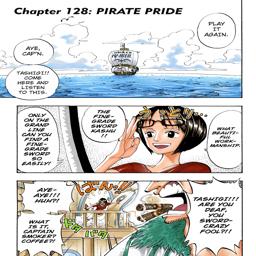 Chapter 128: PIRATE PRIDE
PLAY
IT
AGAIN.
AYE,
CAP'N.
TASHIGI!!
COME
HERE AND
LISTEN TO
THIS.
THE
FINE-
GRADE
SWORD
KASHU
!!
WHAT
BEAUTI-
FUL
WORK-
MANSHIP.
ONLY
ON THE
GRAND
LINE
CAN YOU
FIND A
FINE-
GRADE
SWORD
SO
EASILY!
TASHIGI!!!
ARE YOU
DEAF,
YOU
SWORD-
CRAZY
FOOL?!
AYE-
AYE!!!
HUH?!
WHAT
IS IT,
CAPTAIN
SMOKER?
COFFEE?!